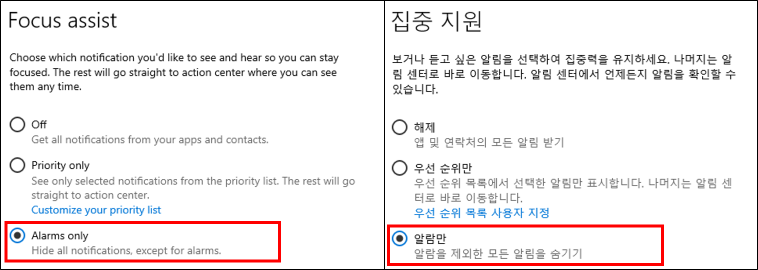 Focus assist
Choose which notification you'd like to see and hear so you can stay
focused. The rest will go straight to action center where you can see
them any time.
Off
Get all notifications from your apps and contacts.
Priority only
See only selected notifications from the priority list. The rest will go
straight to action center.
Customize your priority list
Alarms only
Hide all notifications, except for alarms.
집중 지원
보거나 듣고 싶은 알림을 선택하여 집중력을 유지하세요. 나머지는 알
림 센터로 바로 이동합니다. 알림 센터에서 언제든지 알림을 확인할 수
있습니다.
해제
앱 및 연락처의 모든 알림 받기
우선 순위만
우선 순위 목록에서 선택한 알림만 표시합니다. 나머지는 알림 센
터로 바로 이동합니다.
우선 순위 목록 사용자 지정
알람만
알람을 제외한 모든 알림을 숨기기